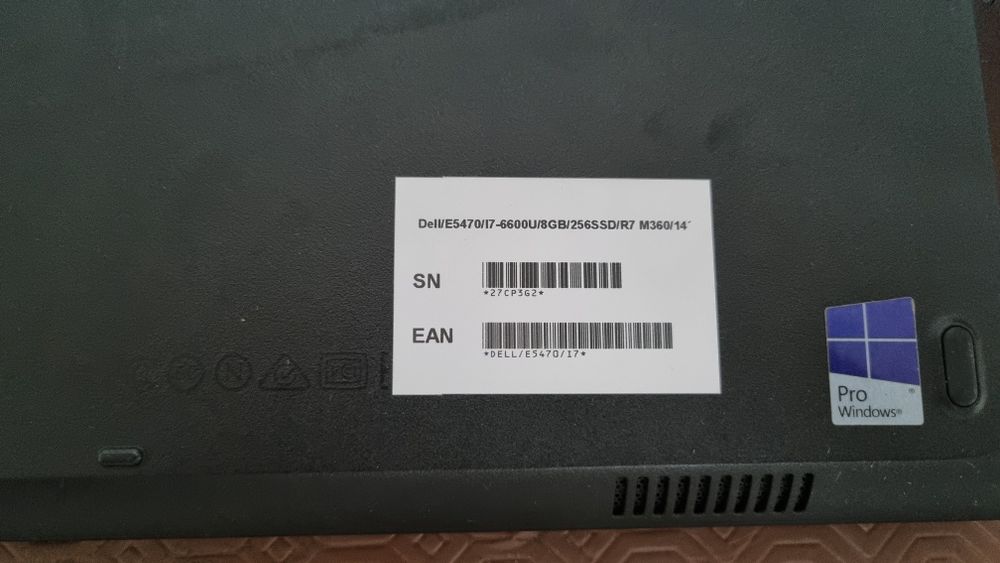 Dell/E5470/I7-6600U/8GB/256SSD/R7 M360/14´
SN
*27CP3G2*
EAN
*DELL/E5470/I7*
Pro
Windows®